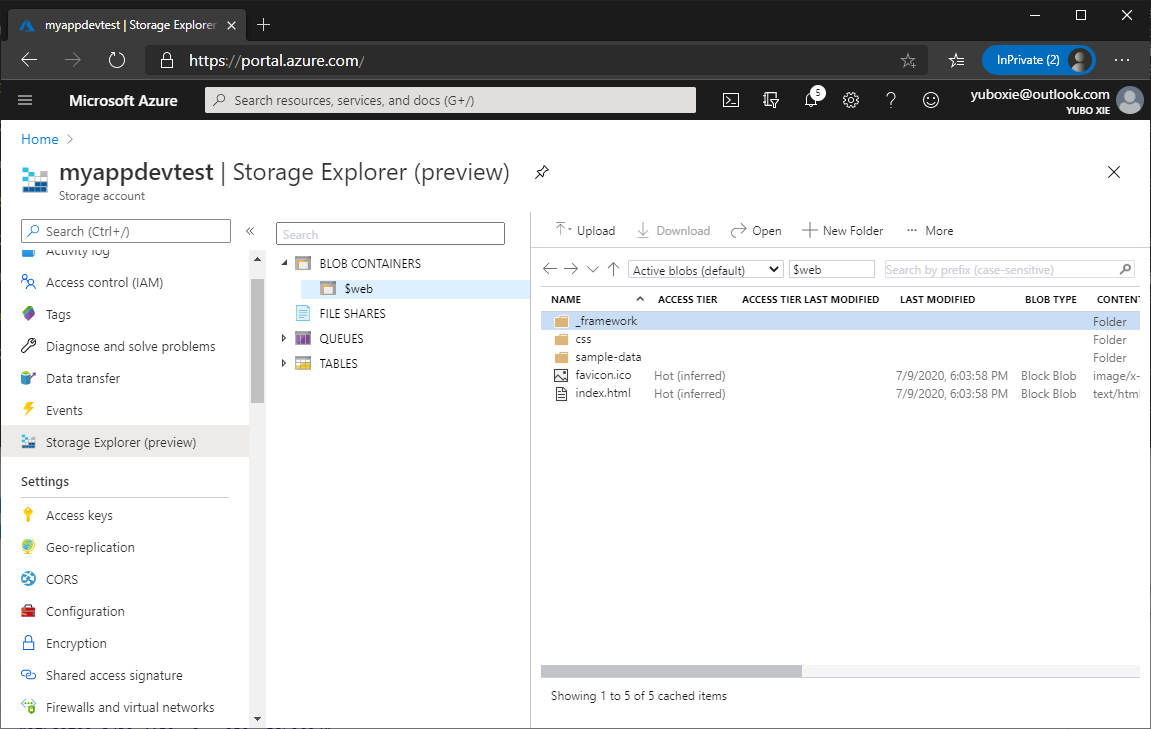 myappdevtest | Storage Explorer
https://portal.azure.com/
InPrivate (2)
Microsoft Azure
Search resources, services, and docs (G+/)
5
yuboxie@outlook.com
YUBO XIE
Home
myappdevtest | Storage Explorer (preview)
Storage account
Search (Ctrl+/)
Activity log
Access control (IAM)
Tags
Diagnose and solve problems
Data transfer
Events
Storage Explorer (preview)
Settings
Access keys
Geo-replication
CORS
Configuration
Encryption
Shared access signature
Firewalls and virtual networks
Search
BLOB CONTAINERS
$web
FILE SHARES
QUEUES
TABLES
Upload Download Open New Folder More
Active blobs (default) $web Search by prefix (case-sensitive)
NAME ACCESS TIER ACCESS TIER LAST MODIFIED LAST MODIFIED BLOB TYPE CONTENT
_framework Folder
css Folder
sample-data Folder
favicon.ico Hot (inferred) 7/9/2020, 6:03:58 PM Block Blob image/x-
index.html Hot (inferred) 7/9/2020, 6:03:58 PM Block Blob text/html
Showing 1 to 5 of 5 cached items